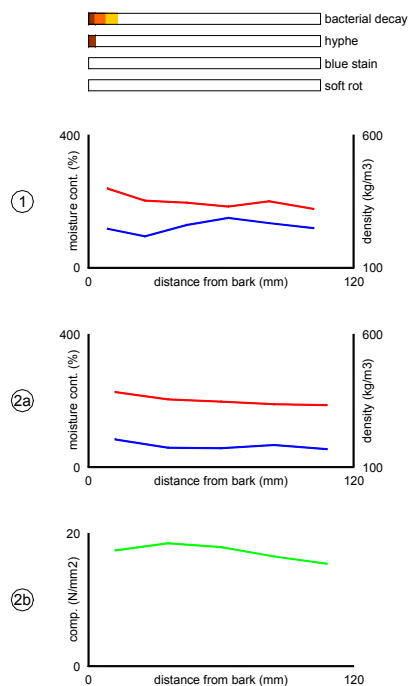 bacterial decay
hyphe
blue stain
soft rot
1
400
600
moisture cont. (%)
density (kg/m3)
0
100
0
distance from bark (mm)
120
2a
400
600
moisture cont. (%)
density (kg/m3)
0
100
0
distance from bark (mm)
120
2b
20
comp. (N/mm2)
0
0
distance from bark (mm)
120